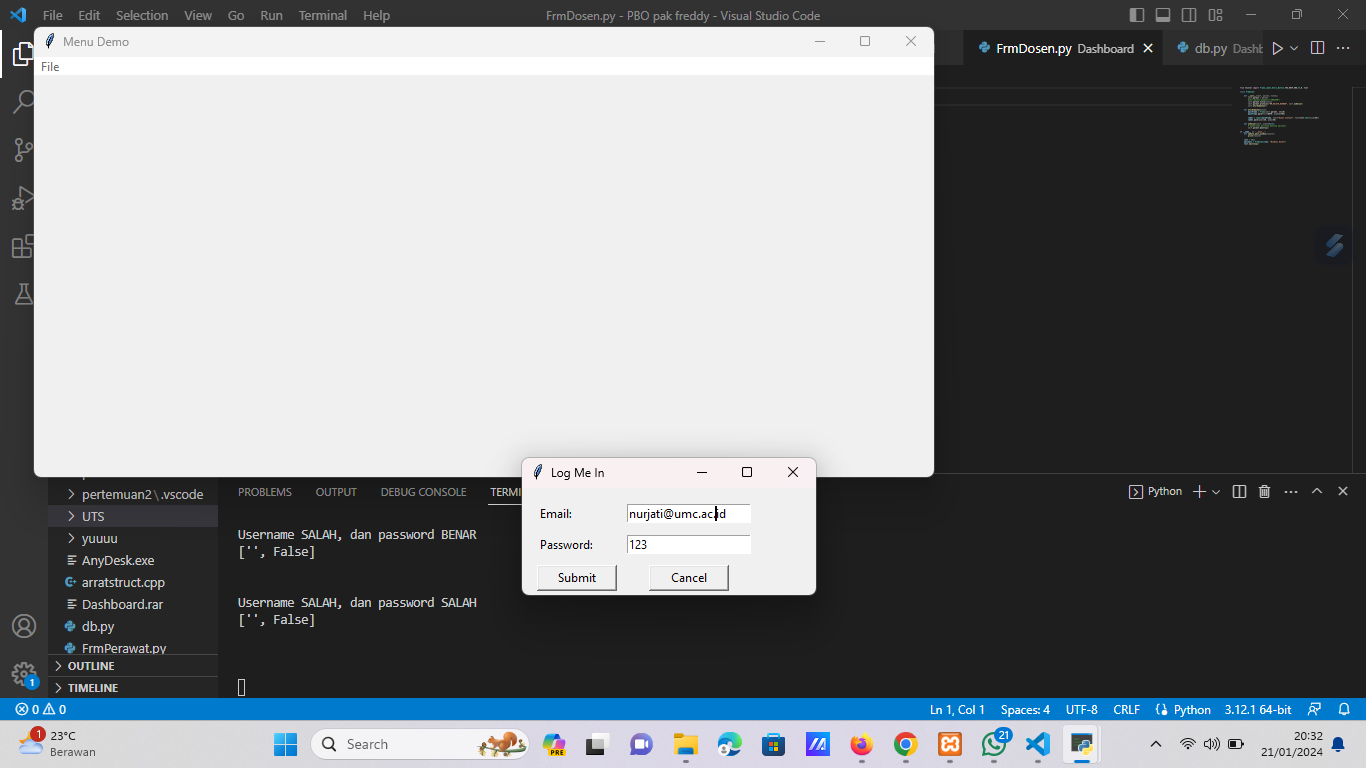 File Edit Selection View Go Run Terminal Help
FrmDosen.py - PBO pak freddy - Visual Studio Code
Menu Demo
File
FrmDosen.py Dashboard
db.py Dashb
pertemuan2\.vscode
UTS
yuuuu
AnyDesk.exe
arratstruct.cpp
Dashboard.rar
db.py
FrmPerawat.py
OUTLINE
TIMELINE
1
PROBLEMS OUTPUT DEBUG CONSOLE TERMI
Python
Username SALAH, dan password BENAR
['', False]
Username SALAH, dan password SALAH
['', False]
Log Me In
Email: nurjati@umc.ac.id
Password: 123
Submit Cancel
0 0
Ln 1, Col 1 Spaces: 4 UTF-8 CRLF Python 3.12.1 64-bit
1
23°C
Berawan
Search
PRE
21
20:32
21/01/2024